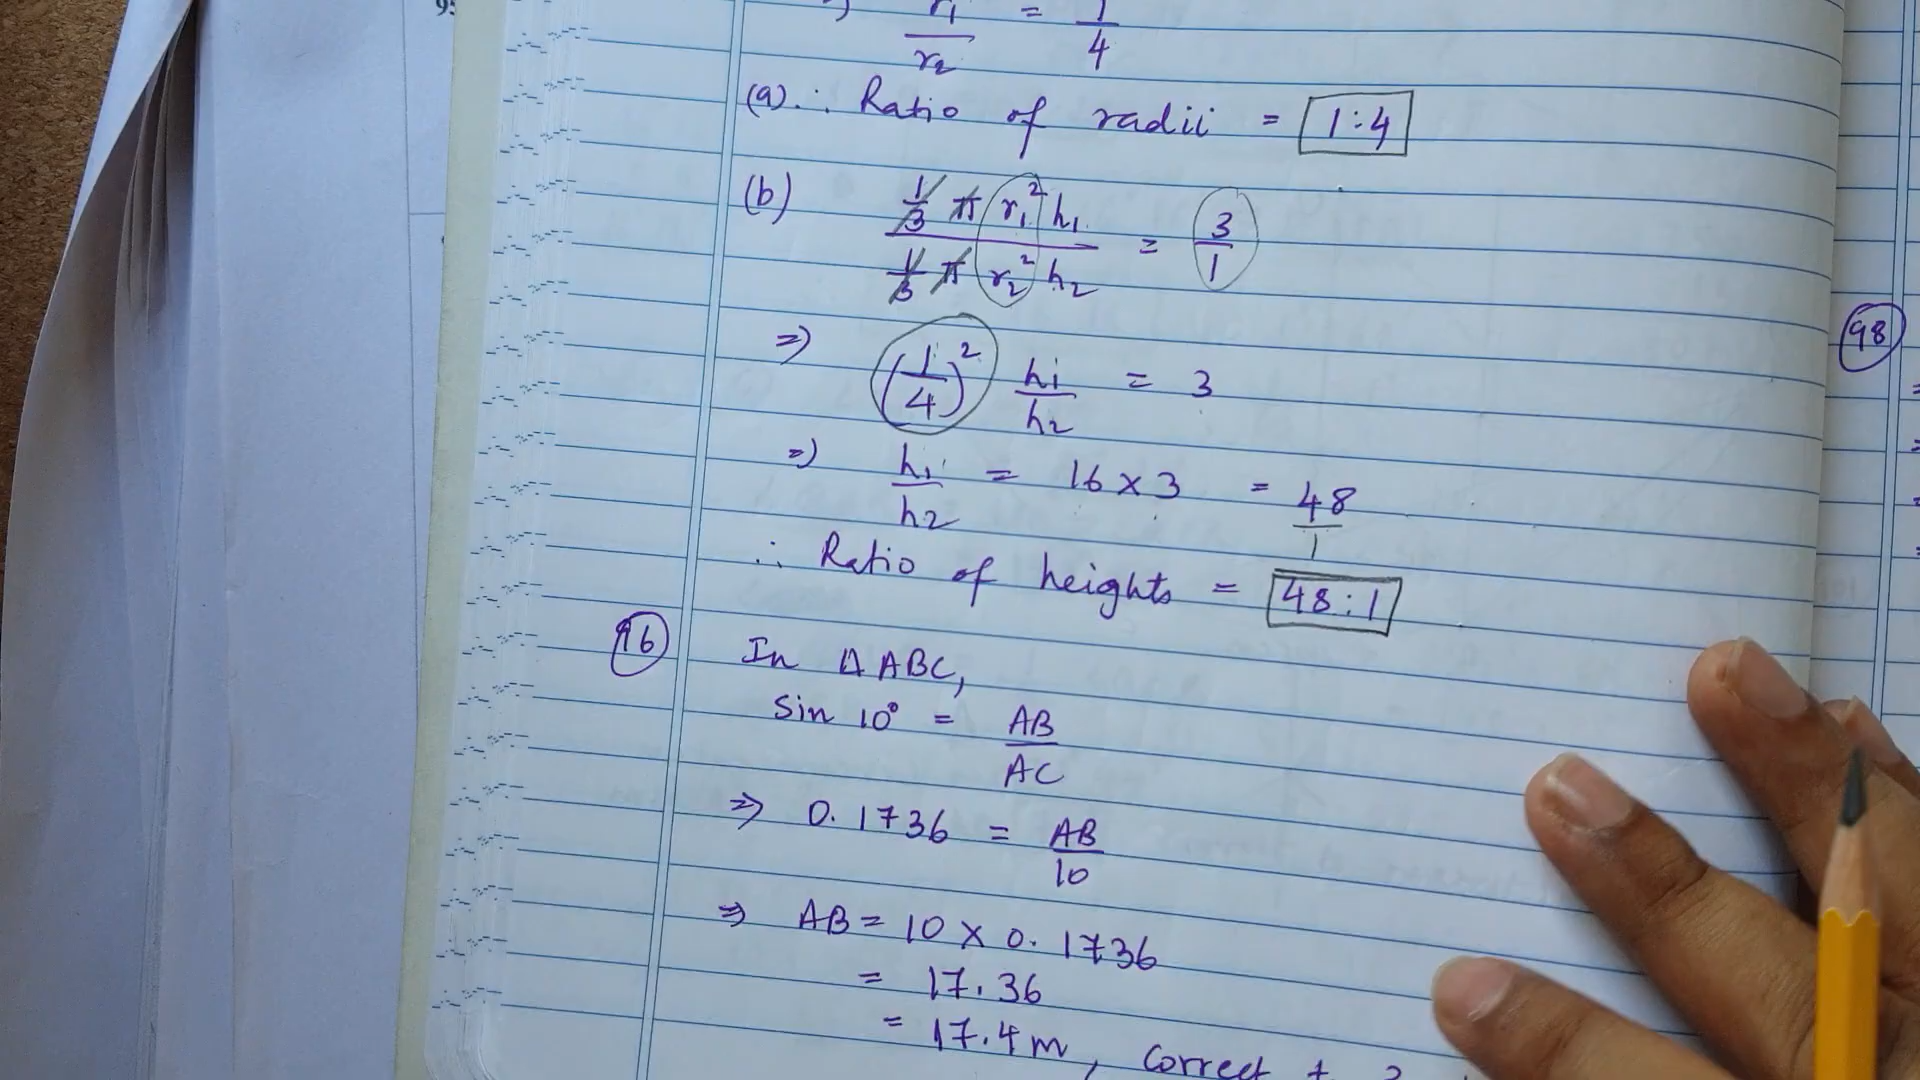 r₁/r₂ = 1/4
(a) ∴ Ratio of radii = 1:4
(b) (1/3 π r₁² h₁)/(1/3 π r₂² h₂) = 3/1
⇒ (1/4)² h₁/h₂ = 3
⇒ h₁/h₂ = 16 × 3 = 48/1
∴ Ratio of heights = 48:1
96 In ΔABC,
Sin 10° = AB/AC
⇒ 0.1736 = AB/10
⇒ AB = 10 × 0.1736
= 17.36
= 17.4 m, Correct
98